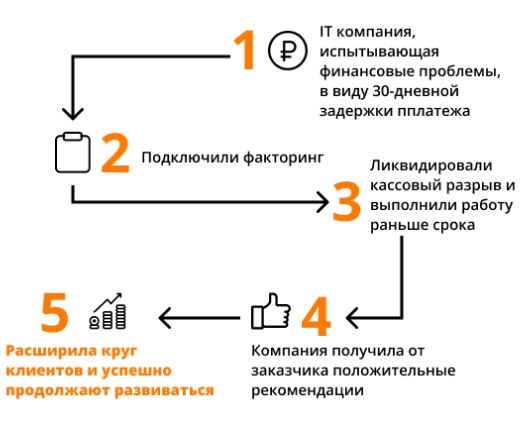 1
IT компания,
испытывающая
финансовые проблемы,
в виду 30-дневной
задержки пплатежа
2
Подключили факторинг
3
Ликвидировали
кассовый разрыв и
выполнили работу
раньше срока
4
Компания получила от
заказчика положительные
рекомендации
5
Расширила круг
клиентов и успешно
продолжают развиваться